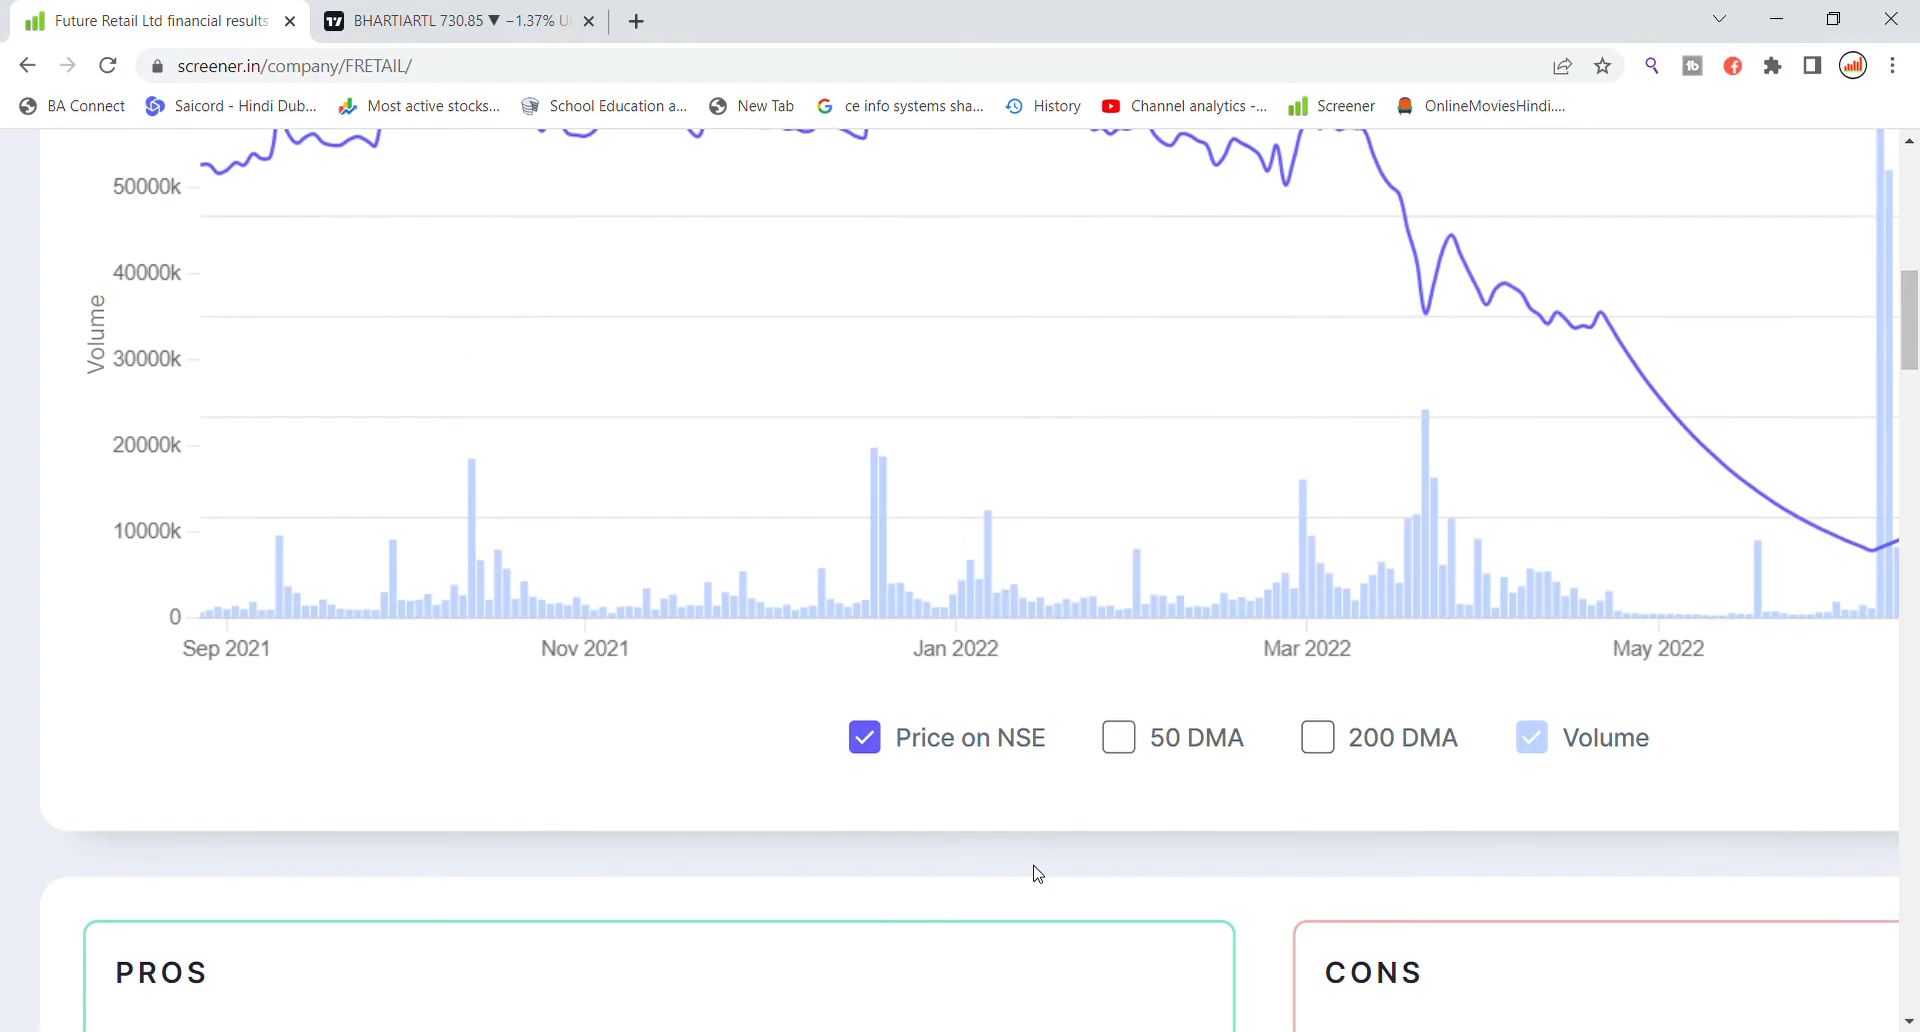 Future Retail Ltd financial results
BHARTIARTL 730.85 ▼ −1.37% U
screener.in/company/FRETAIL/
BA Connect
Saicord - Hindi Dub...
Most active stocks...
School Education a...
New Tab
ce info systems sha...
History
Channel analytics -...
Screener
OnlineMoviesHindi....
50000k
40000k
30000k
20000k
10000k
0
Volume
Sep 2021
Nov 2021
Jan 2022
Mar 2022
May 2022
Price on NSE
50 DMA
200 DMA
Volume
PROS
CONS